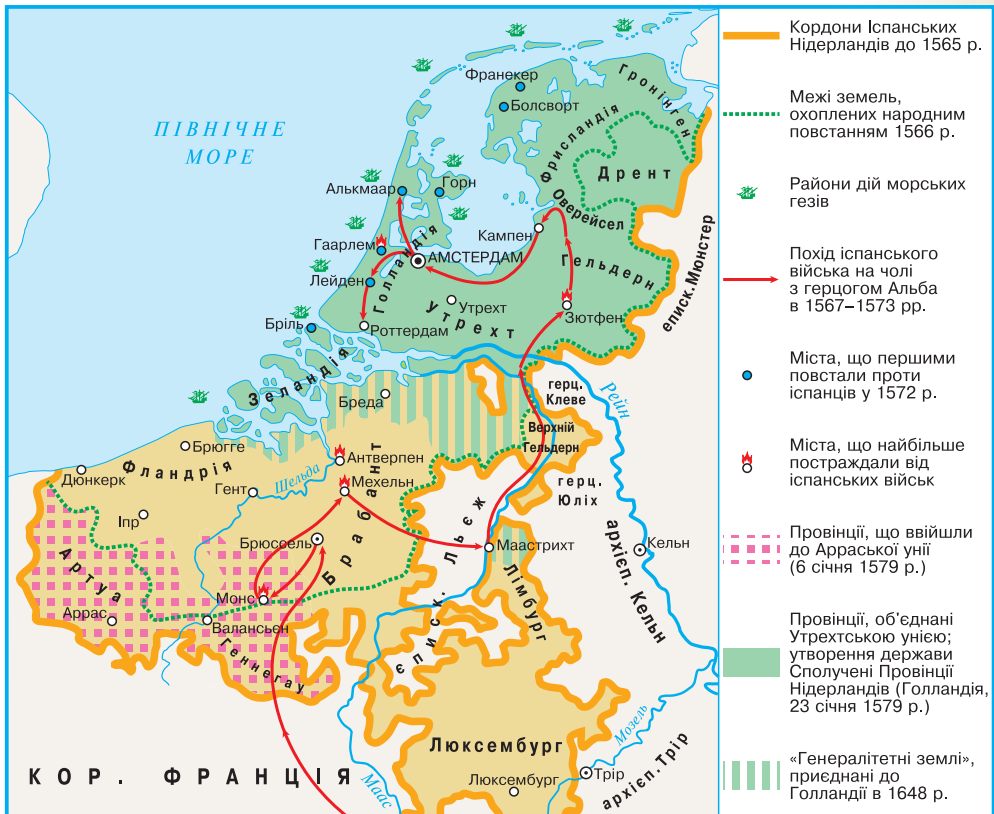 ПІВНІЧНЕ
МОРЕ
Франекер
Болсворт
Гронінген
Фрисландія
Дрент
Алькмаар
Горн
Оверейсел
Кампен
Гаарлем
Голландія
АМСТЕРДАМ
Гельдерн
Лейден
Утрехт
Утрехт
Зютфен
еписк. Мюнстер
Бріль
Роттердам
Зеландія
Бреда
герц.
Клеве
Рейн
Верхній
Гельдерн
Брюгге
Фландрія
Антверпен
Дюнкерк
Гент
Шельда
Мехельн
герц.
Юліх
Іпр
Брабант
Брюссель
Маастрихт
Кельн
архієп. Кельн
єписк. Льєж
Лімбург
Артуа
Монс
Аррас
Валансьєн
Геннегау
Люксембург
Мозель
КОР. ФРАНЦІЯ
Маас
Люксембург
Трір
архієп. Трір
Кордони Іспанських
Нідерландів до 1565 р.
Межі земель,
охоплених народним
повстанням 1566 р.
Райони дій морських
гезів
Похід іспанського
війська на чолі
з герцогом Альба
в 1567–1573 рр.
Міста, що першими
повстали проти
іспанців у 1572 р.
Міста, що найбільше
постраждали від
іспанських військ
Провінції, що ввійшли
до Арраської унії
(6 січня 1579 р.)
Провінції, об'єднані
Утрехтською унією;
утворення держави
Сполучені Провінції
Нідерландів (Голландія,
23 січня 1579 р.)
«Генералітетні землі»,
приєднані до
Голландії в 1648 р.